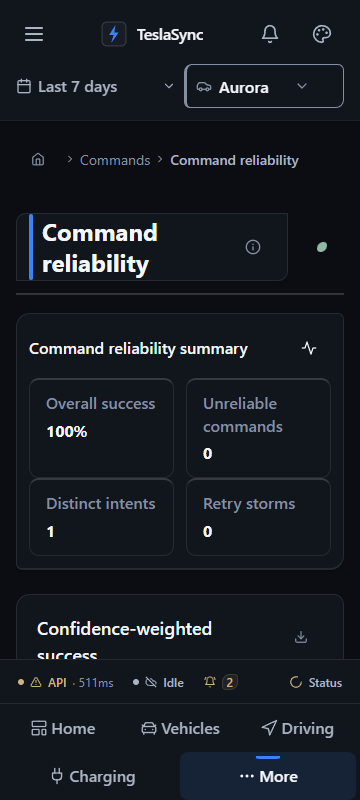 TeslaSync
Last 7 days
Aurora
Commands
Command reliability
Command
reliability
Command reliability summary
Overall success
100%
Unreliable
commands
0
Distinct intents
1
Retry storms
0
Confidence-weighted
success
API · 511ms
Idle
2
Status
Home
Vehicles
Driving
Charging
More